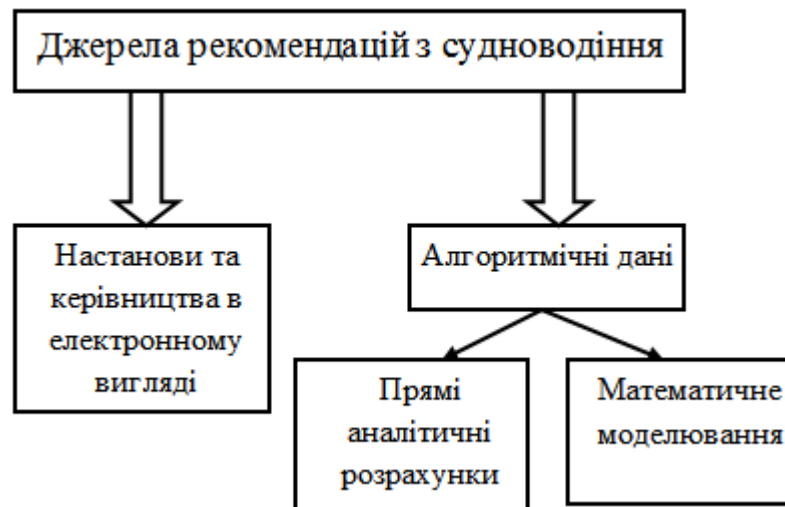 Джерела рекомендацій з судноводіння
Настанови та
керівництва в
електронному
вигляді
Алгоритмічні дані
Прямі
аналітичні
розрахунки
Математичне
моделювання